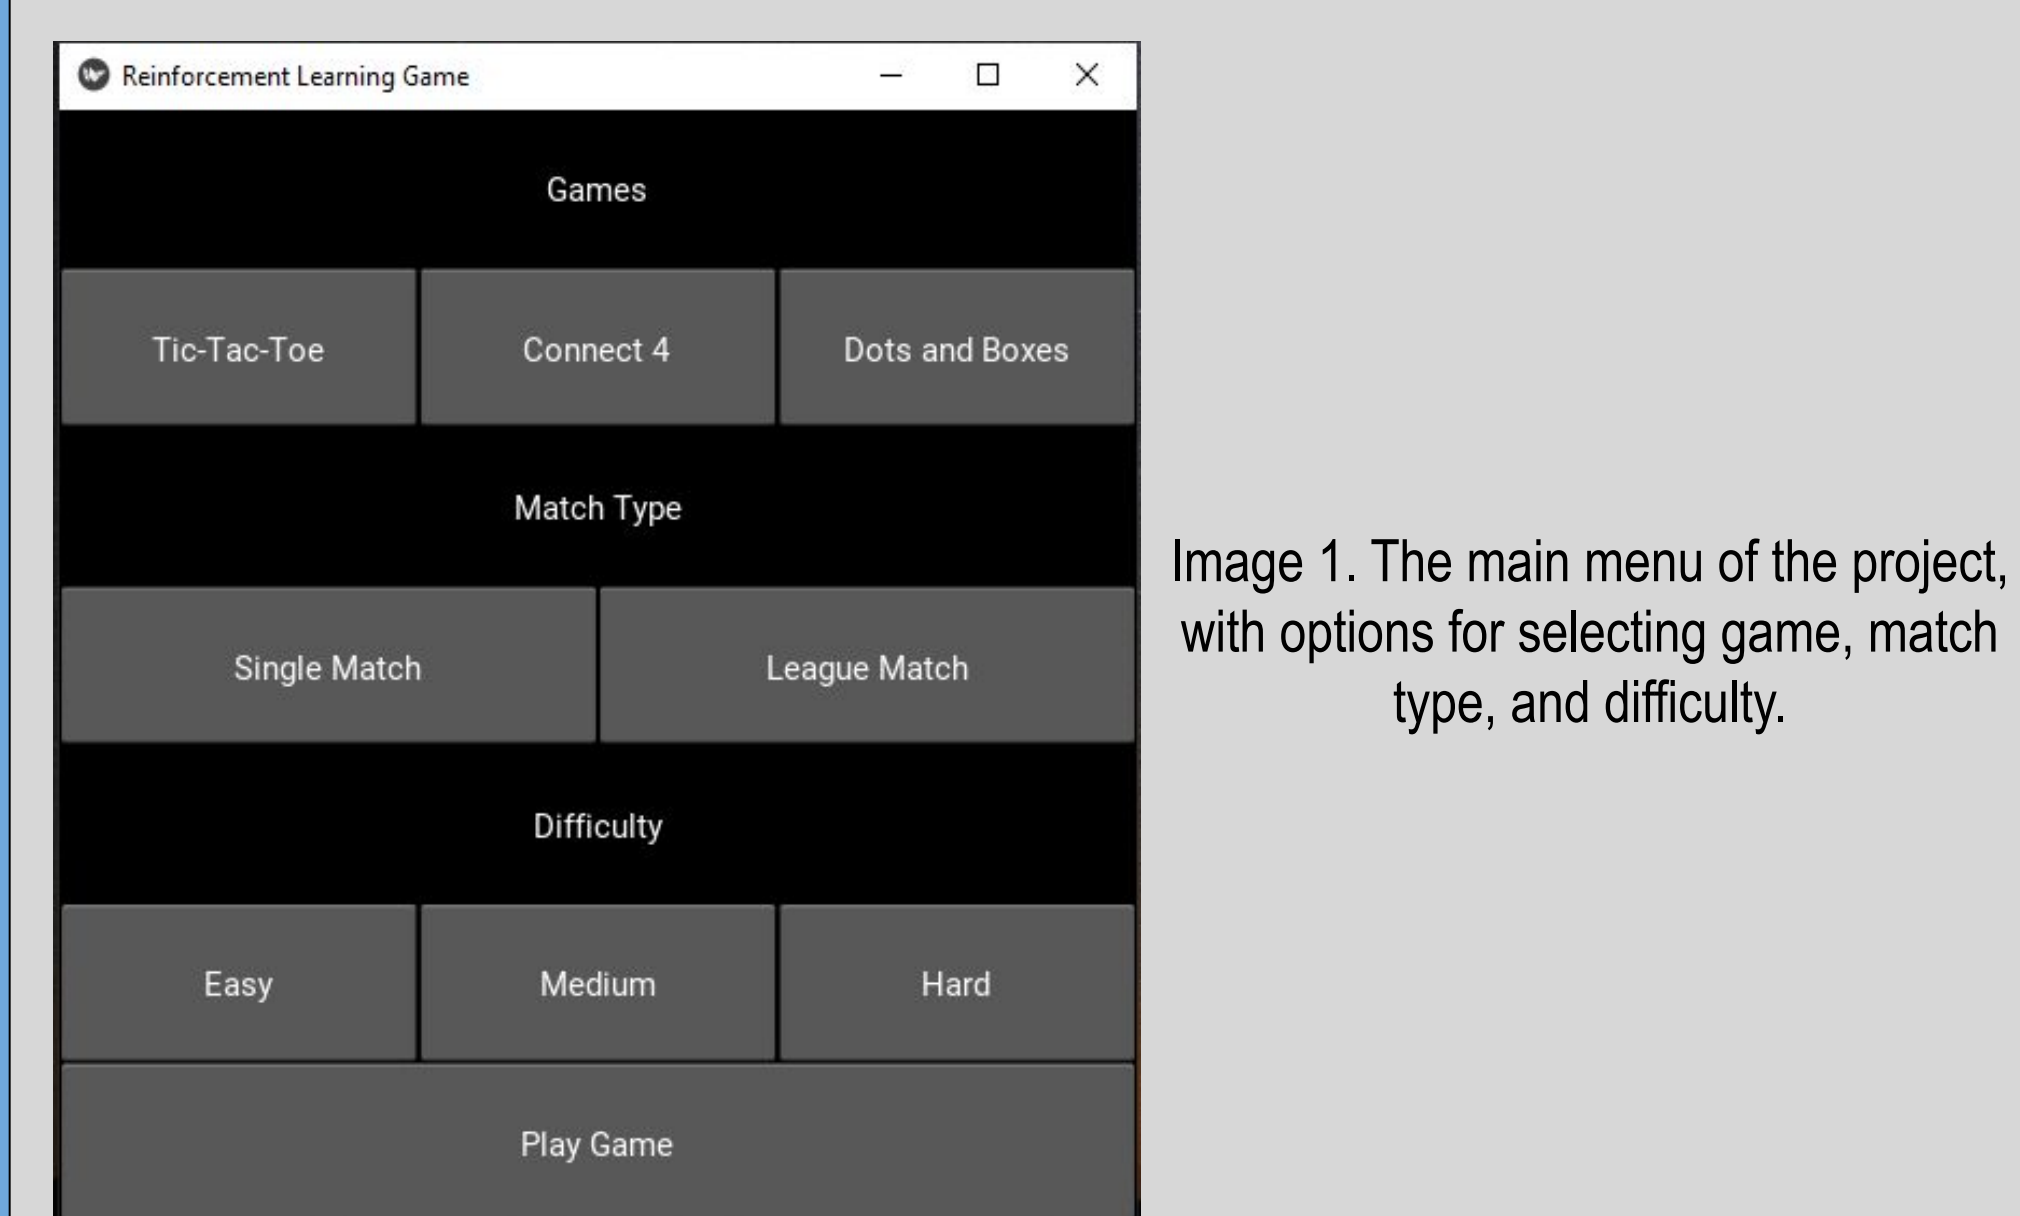 Reinforcement Learning Game
Games
Tic-Tac-Toe
Connect 4
Dots and Boxes
Match Type
Single Match
League Match
Difficulty
Easy
Medium
Hard
Play Game
Image 1. The main menu of the project,
with options for selecting game, match
type, and difficulty.